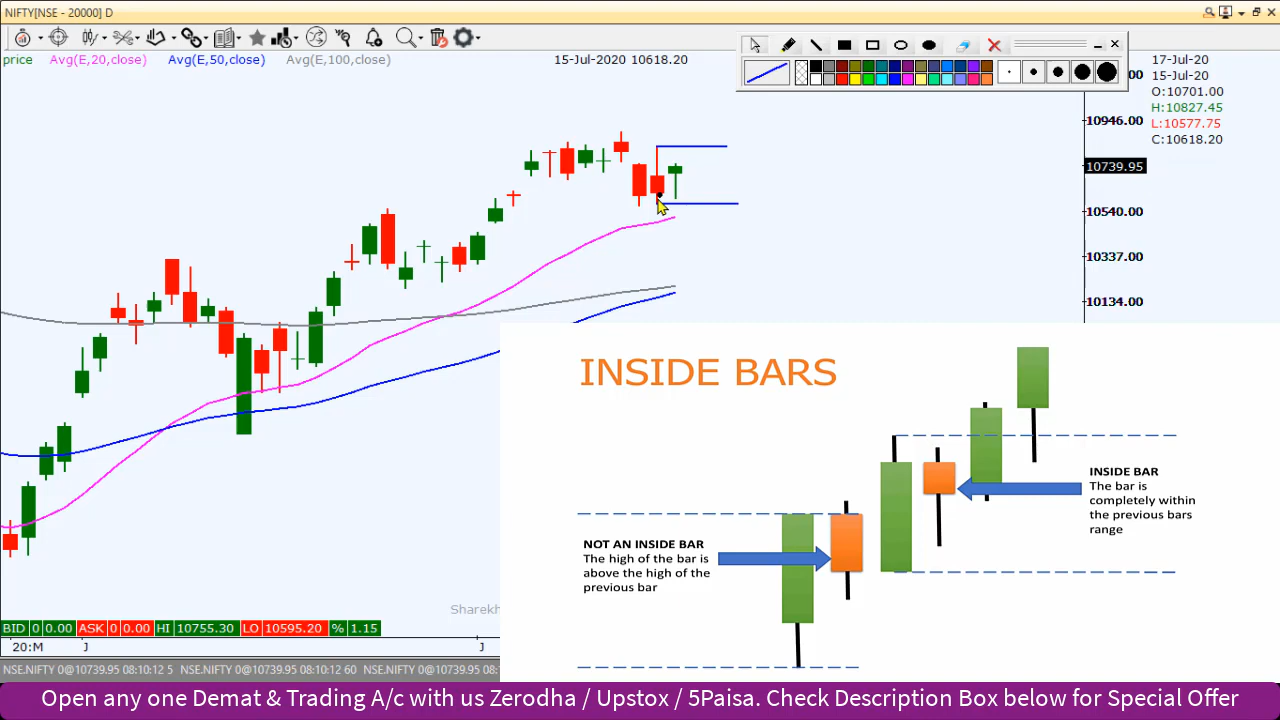 NIFTY[NSE - 20000] D
price Avg(E,20,close) Avg(E,50,close) Avg(E,100,close) 15-Jul-2020 10618.20
17-Jul-20
15-Jul-20
O:10701.00
H:10827.45
L:10577.75
C:10618.20
10946.00
10739.95
10540.00
10337.00
10134.00
INSIDE BARS
INSIDE BAR
The bar is
completely within
the previous bars
range
NOT AN INSIDE BAR
The high of the bar is
above the high of the
previous bar
Sharekh
BID 0 0.00 ASK 0 0.00 HI 10755.30 LO 10595.20 % 1.15
20:M J J
NSE.NIFTY 0@10739.95 08:10:12 5 NSE.NIFTY 0@10739.95 08:10:12 60 NSE.NIFTY 0@10739.95 08:10
Open any one Demat & Trading A/c with us Zerodha / Upstox / 5Paisa. Check Description Box below for Special Offer